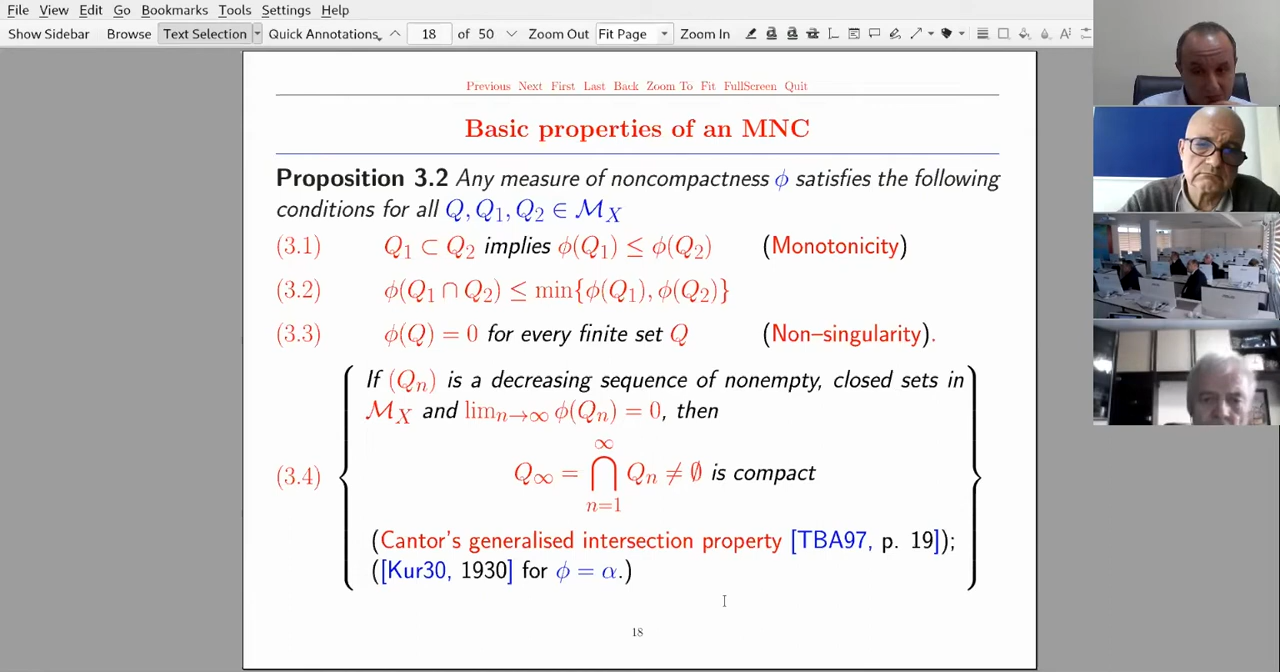 File Edit View Go Bookmarks Tools Settings Help
Show Sidebar Browse Text Selection Quick Annotations 18 of 50 Zoom Out Fit Page Zoom In
Previous Next First Last Back Zoom To Fit FullScreen Quit
Basic properties of an MNC
Proposition 3.2 Any measure of noncompactness ϕ satisfies the following
conditions for all Q, Q₁, Q₂ ∈ ℳ_X
(3.1) Q₁ ⊂ Q₂ implies ϕ(Q₁) ≤ ϕ(Q₂) (Monotonicity)
(3.2) ϕ(Q₁ ∩ Q₂) ≤ min{ϕ(Q₁), ϕ(Q₂)}
(3.3) ϕ(Q) = 0 for every finite set Q (Non–singularity).
If (Qₙ) is a decreasing sequence of nonempty, closed sets in
ℳ_X and lim_{n→∞} ϕ(Qₙ) = 0, then
(3.4) Q_∞ = ⋂_{n=1}^{∞} Qₙ ≠ ∅ is compact
(Cantor's generalised intersection property [TBA97, p. 19]);
([Kur30, 1930] for ϕ = α.)
18